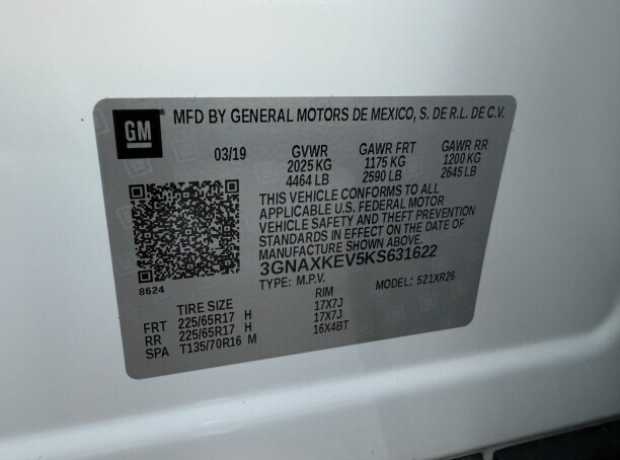 GM
MFD BY GENERAL MOTORS DE MEXICO, S. DE R.L. DE C.V.
03/19 GVWR GAWR FRT GAWR RR
2025 KG 1175 KG 1200 KG
4464 LB 2590 LB 2645 LB
THIS VEHICLE CONFORMS TO ALL
APPLICABLE U.S. FEDERAL MOTOR
VEHICLE SAFETY AND THEFT PREVENTION
STANDARDS IN EFFECT ON THE DATE OF
MANUFACTURE SHOWN ABOVE.
3GNAXKEV5KS631622
8624
TYPE: M.P.V. MODEL: 521XR26
TIRE SIZE RIM
FRT 225/65R17 H 17X7J
RR 225/65R17 H 17X7J
SPA T135/70R16 M 16X4BT